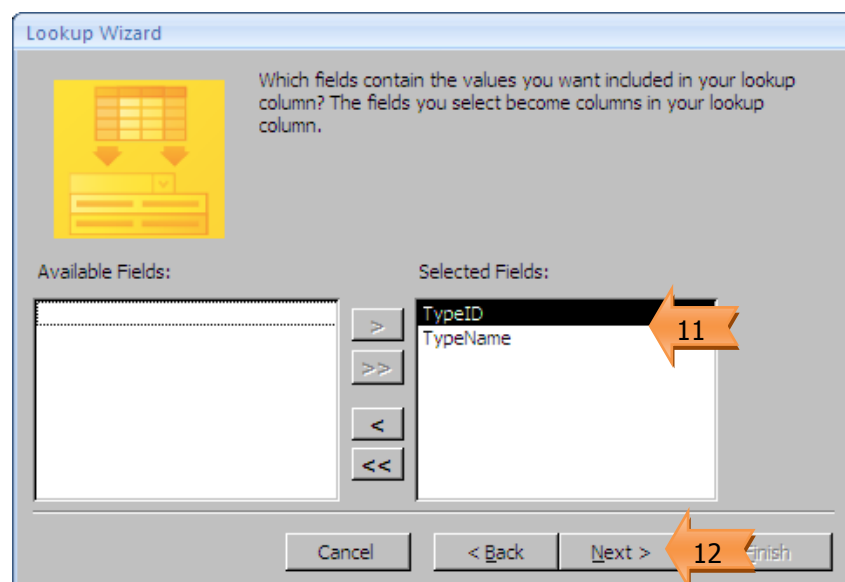 Lookup Wizard
Which fields contain the values you want included in your lookup
column? The fields you select become columns in your lookup
column.
Available Fields:
Selected Fields:
TypeID
TypeName
11
>
>>
<
<<
Cancel
< Back
Next >
12
inish